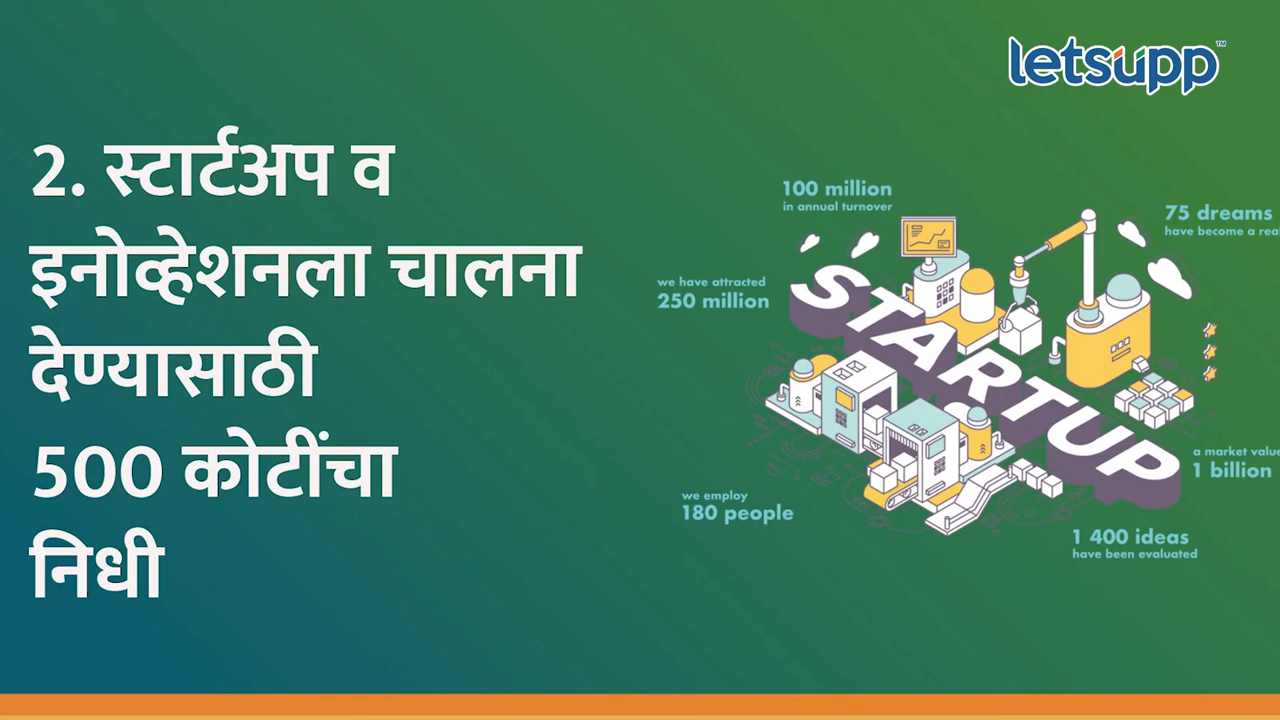 letsupp™
2. स्टार्टअप व
इनोव्हेशनला चालना
देण्यासाठी
500 कोटींचा
निधी
100 million
in annual turnover
75 dreams
have become a rea
we have attracted
250 million
STARTUP
a market valu
1 billion
we employ
180 people
1 400 ideas
have been evaluated